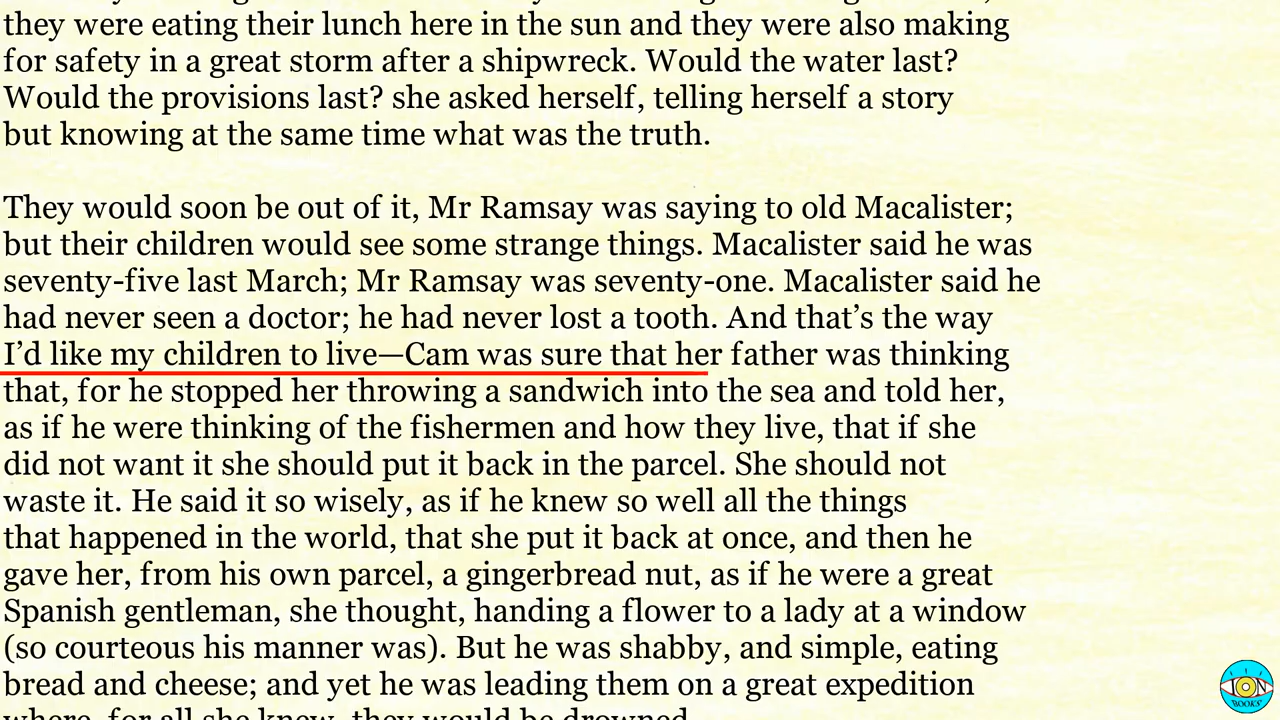 they were eating their lunch here in the sun and they were also making
for safety in a great storm after a shipwreck. Would the water last?
Would the provisions last? she asked herself, telling herself a story
but knowing at the same time what was the truth.
They would soon be out of it, Mr Ramsay was saying to old Macalister;
but their children would see some strange things. Macalister said he was
seventy-five last March; Mr Ramsay was seventy-one. Macalister said he
had never seen a doctor; he had never lost a tooth. And that’s the way
I’d like my children to live—Cam was sure that her father was thinking
that, for he stopped her throwing a sandwich into the sea and told her,
as if he were thinking of the fishermen and how they live, that if she
did not want it she should put it back in the parcel. She should not
waste it. He said it so wisely, as if he knew so well all the things
that happened in the world, that she put it back at once, and then he
gave her, from his own parcel, a gingerbread nut, as if he were a great
Spanish gentleman, she thought, handing a flower to a lady at a window
(so courteous his manner was). But he was shabby, and simple, eating
bread and cheese; and yet he was leading them on a great expedition
where, for all she knew, they would be drowned.
ION
BOOKS